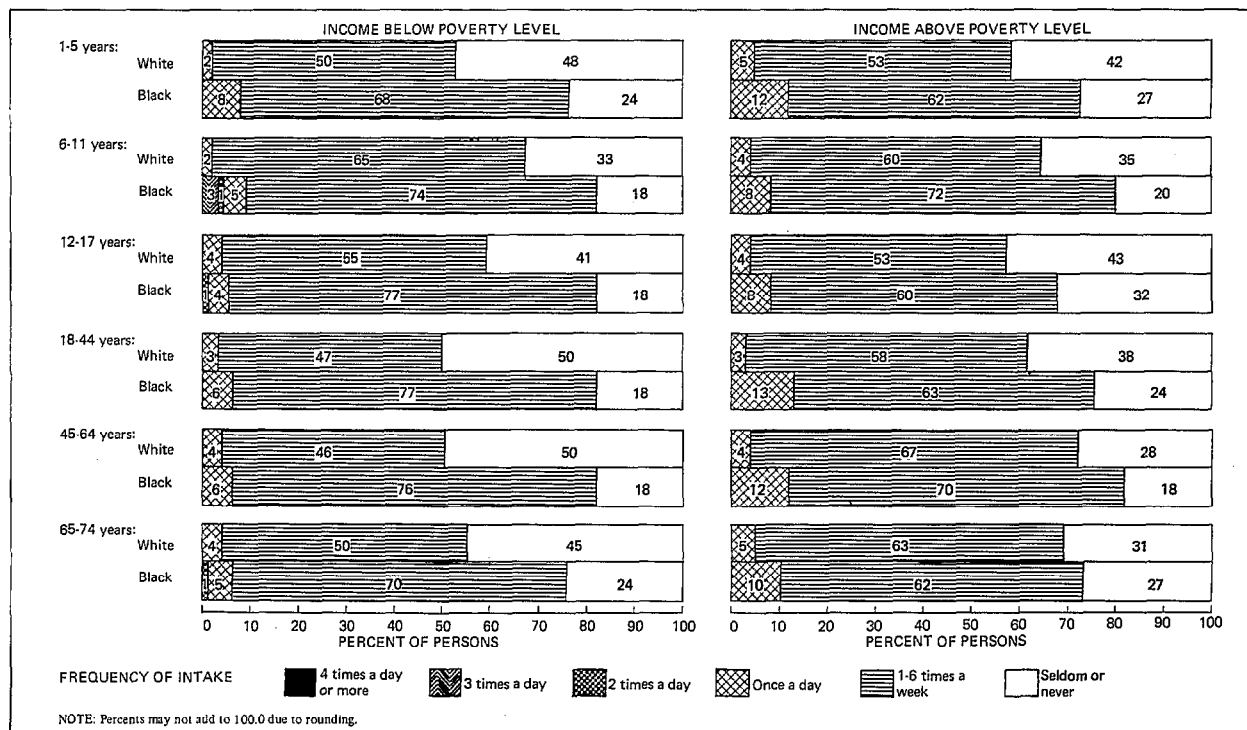 INCOME BELOW POVERTY LEVEL INCOME ABOVE POVERTY LEVEL
1-5 years:
White 2 50 48 5 53 42
Black 8 68 24 12 62 27
6-11 years:
White 2 65 33 4 60 35
Black 3 1 5 74 18 8 72 20
12-17 years:
White 4 55 41 4 53 43
Black 1 4 77 18 8 60 32
18-44 years:
White 3 47 50 3 58 38
Black 6 77 18 13 63 24
45-64 years:
White 4 46 50 4 67 28
Black 6 76 18 12 70 18
65-74 years:
White 4 50 45 5 63 31
Black 1 5 70 24 10 62 27
0 10 20 30 40 50 60 70 80 90 100 0 10 20 30 40 50 60 70 80 90 100
PERCENT OF PERSONS PERCENT OF PERSONS
FREQUENCY OF INTAKE 4 times a day or more 3 times a day 2 times a day Once a day 1-6 times a week Seldom or never
NOTE: Percents may not add to 100.0 due to rounding.